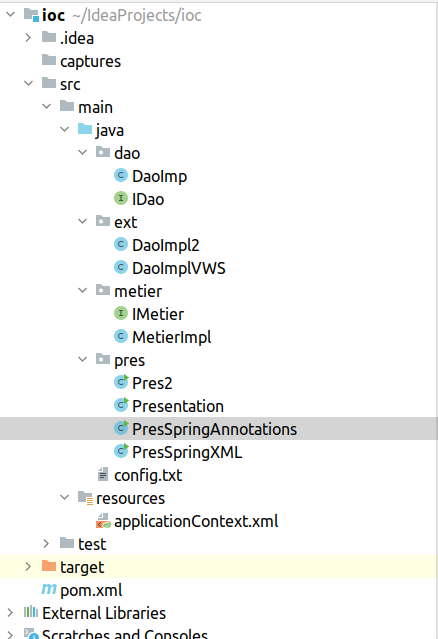 ioc ~/IdeaProjects/ioc
.idea
captures
src
main
java
dao
DaoImp
IDao
ext
DaoImpl2
DaoImplVWS
metier
IMetier
MetierImpl
pres
Pres2
Presentation
PresSpringAnnotations
PresSpringXML
config.txt
resources
applicationContext.xml
test
target
pom.xml
External Libraries
Scratches and Consoles